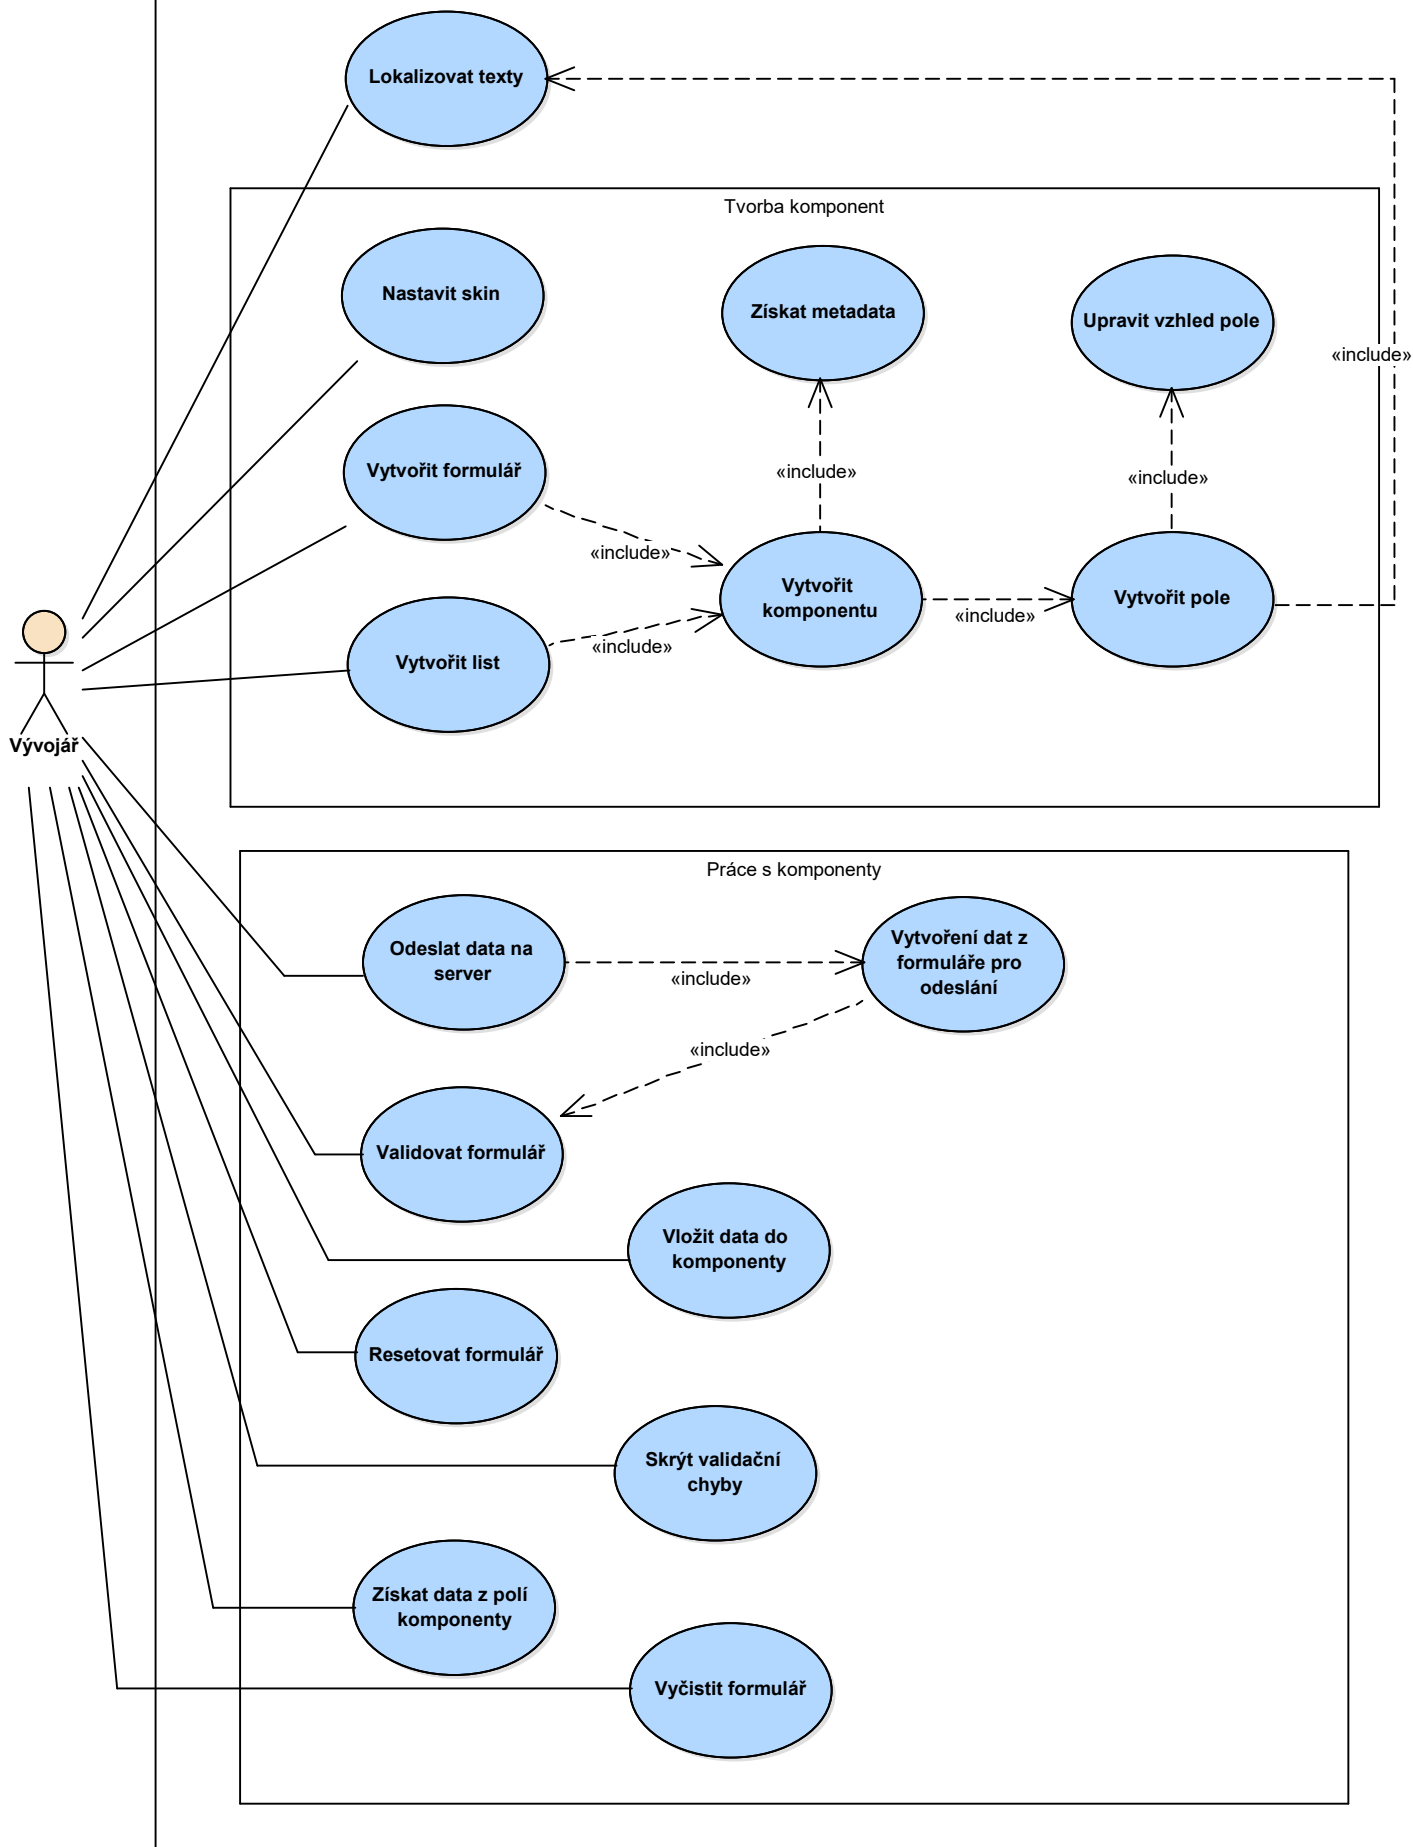 Lokalizovat texty
Tvorba komponent
Nastavit skin
Získat metadata
Upravit vzhled pole
«include»
Vytvořit formulář
«include»
«include»
«include»
Vytvořit
komponentu
Vytvořit pole
«include»
«include»
Vytvořit list
Vývojář
Práce s komponenty
Odeslat data na
server
Vytvoření dat z
formuláře pro
odeslání
«include»
«include»
Validovat formulář
Vložit data do
komponenty
Resetovat formulář
Skrýt validační
chyby
Získat data z polí
komponenty
Vyčistit formulář